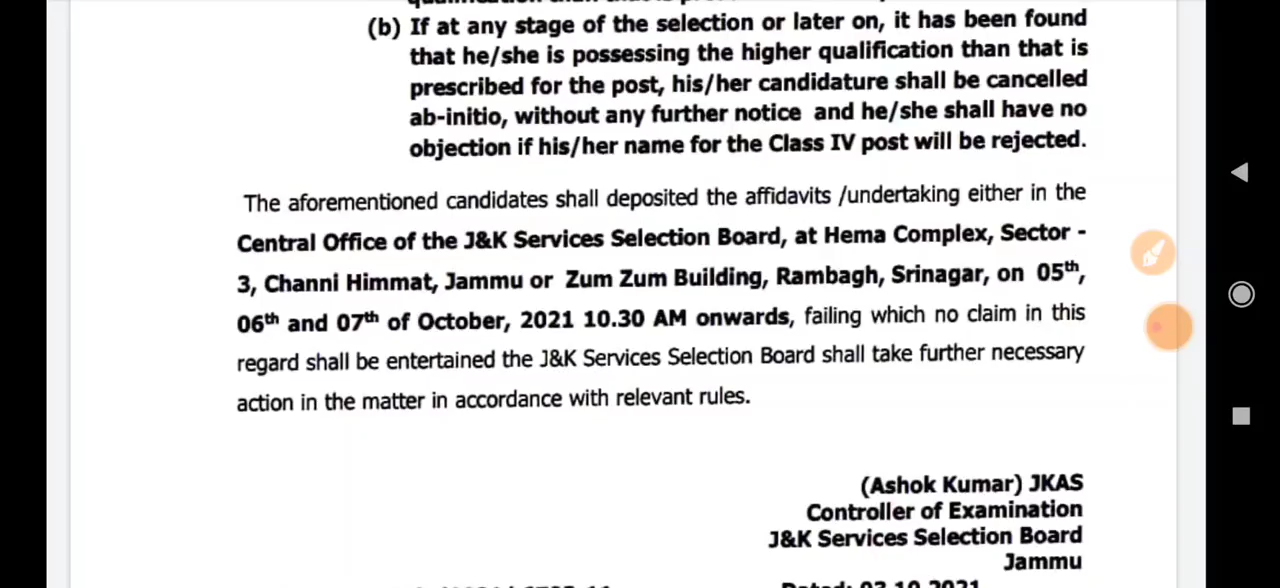 (b) If at any stage of the selection or later on, it has been found
that he/she is possessing the higher qualification than that is
prescribed for the post, his/her candidature shall be cancelled
ab-initio, without any further notice and he/she shall have no
objection if his/her name for the Class IV post will be rejected.
The aforementioned candidates shall deposited the affidavits /undertaking either in the
Central Office of the J&K Services Selection Board, at Hema Complex, Sector -
3, Channi Himmat, Jammu or Zum Zum Building, Rambagh, Srinagar, on 05th,
06th and 07th of October, 2021 10.30 AM onwards, failing which no claim in this
regard shall be entertained the J&K Services Selection Board shall take further necessary
action in the matter in accordance with relevant rules.
(Ashok Kumar) JKAS
Controller of Examination
J&K Services Selection Board
Jammu
Dated: 03.10.2021